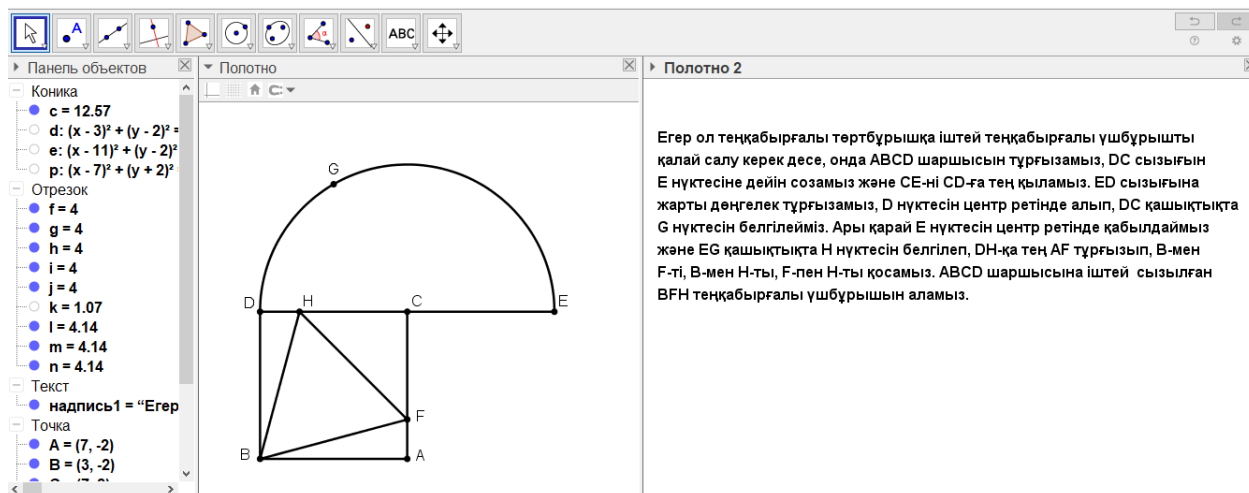 ABC
Панель объектов
Коника
c = 12.57
d: (x - 3)² + (y - 2)² =
e: (x - 11)² + (y - 2)²
p: (x - 7)² + (y + 2)²
Отрезок
f = 4
g = 4
h = 4
i = 4
j = 4
k = 1.07
l = 4.14
m = 4.14
n = 4.14
Текст
надпись1 = “Егер
Точка
A = (7, -2)
B = (3, -2)
Полотно
G
D
H
C
E
F
B
A
Полотно 2
Егер ол теңқабырғалы төртбұрышқа іштей теңқабырғалы үшбұрышты
қалай салу керек десе, онда ABCD шаршысын тұрғызамыз, DC сызығын
E нүктесіне дейін созамыз және CE-ні CD-ға тең қыламыз. ED сызығына
жарты дөңгелек тұрғызамыз, D нүктесін центр ретінде алып, DC қашықтықта
G нүктесін белгілейміз. Ары қарай E нүктесін центр ретінде қабылдаймыз
және EG қашықтықта H нүктесін белгілеп, DH-қа тең AF тұрғызып, B-мен
F-ті, B-мен H-ты, F-пен H-ты қосамыз. ABCD шаршысына іштей сызылған
BFH теңқабырғалы үшбұрышын аламыз.